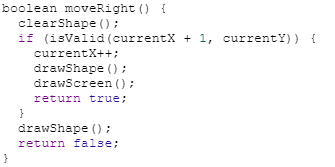 boolean moveRight() {
  clearShape();
  if (isValid(currentX + 1, currentY)) {
    currentX++;
    drawShape();
    drawScreen();
    return true;
  }
  drawShape();
  return false;
}